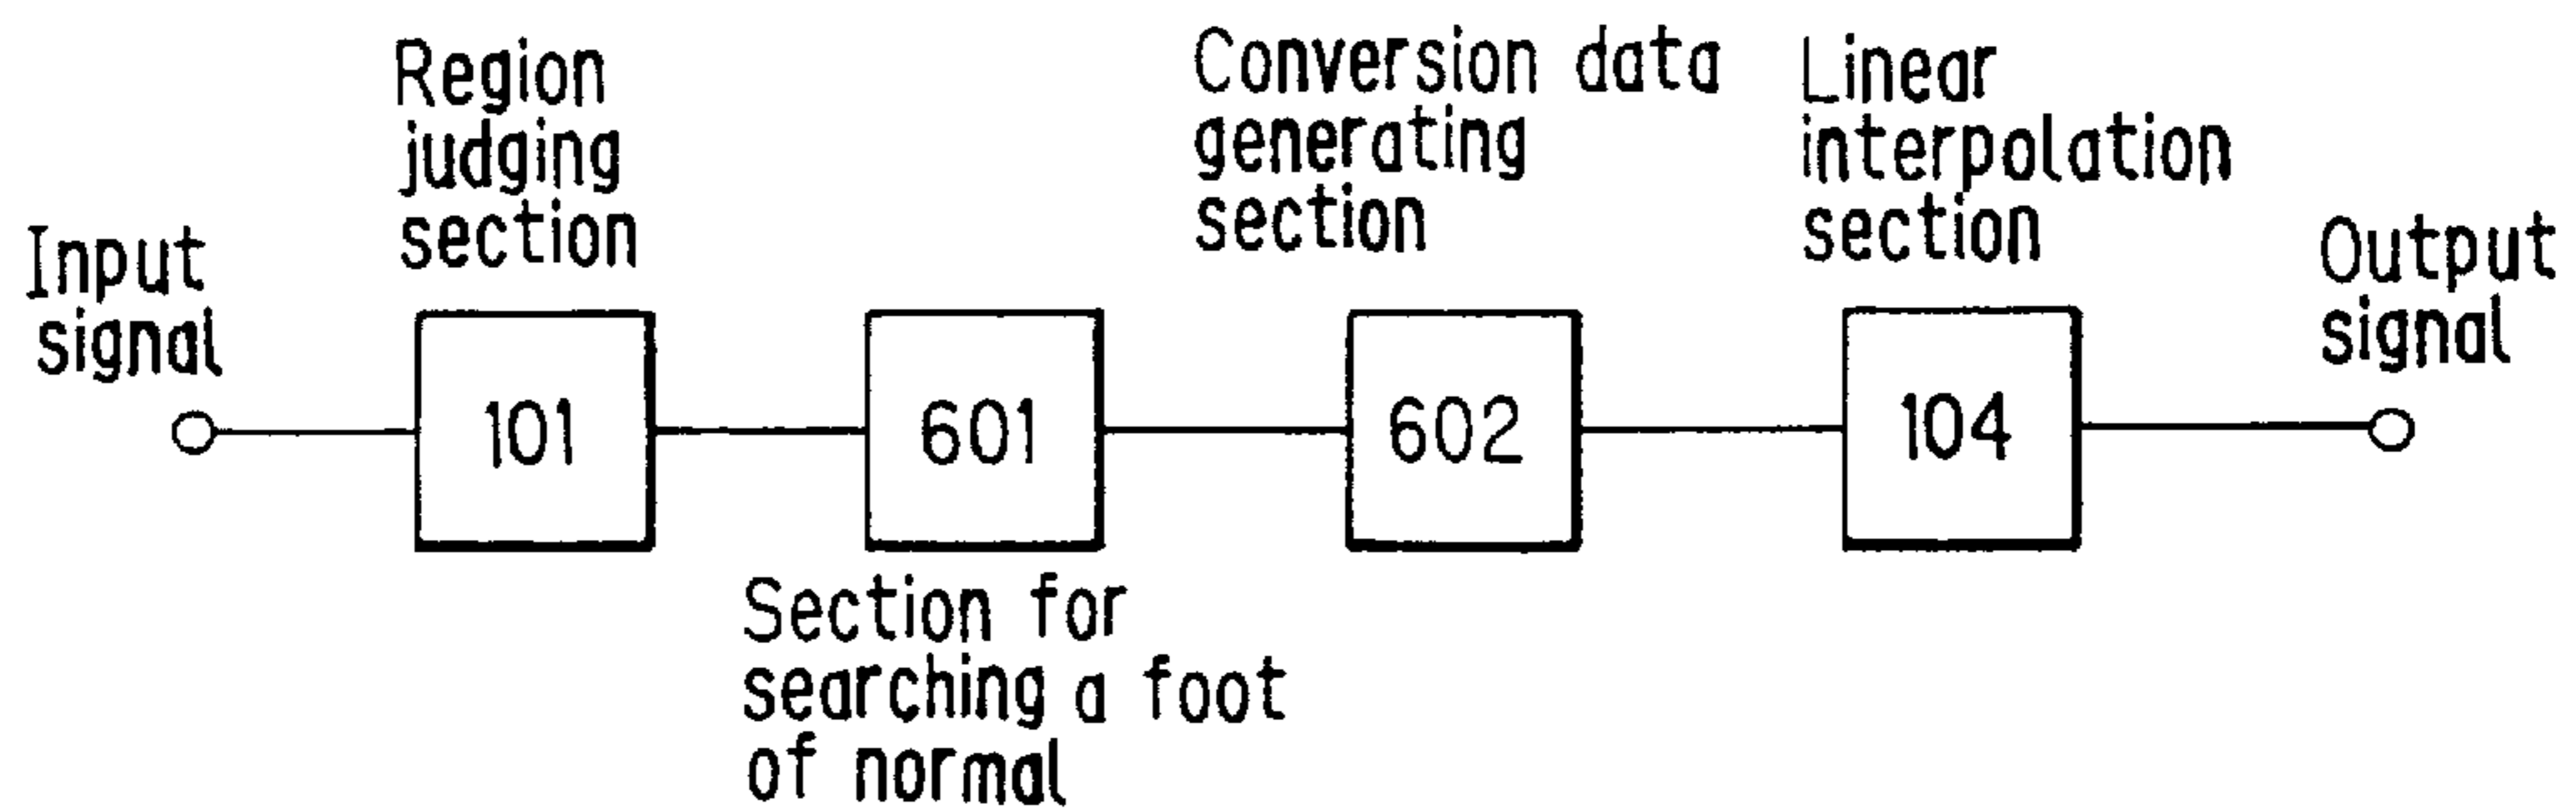 Input
signal
Region
judging
section
Conversion data
generating
section
Linear
interpolation
section
Output
signal
101
601
602
104
Section for
searching a foot
of normal